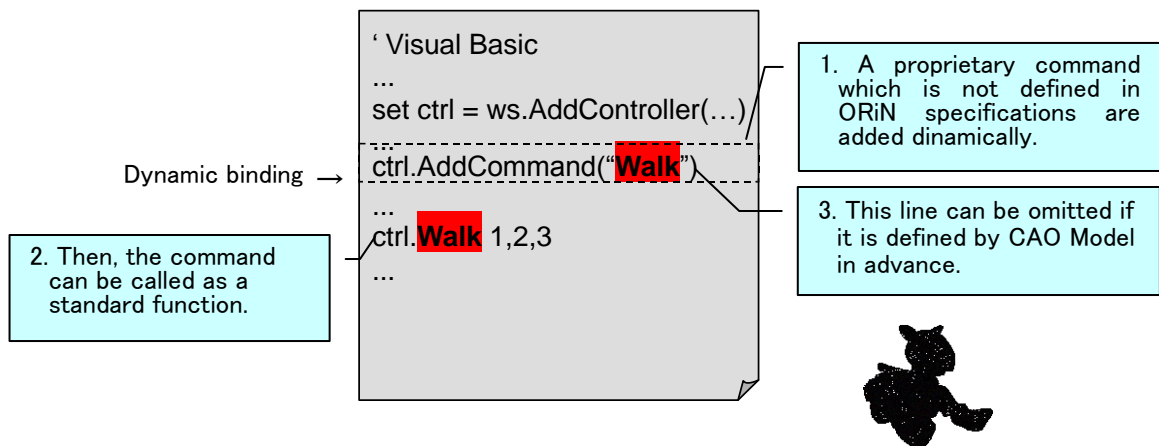 ‘ Visual Basic
...
set ctrl = ws.AddController(…)
...
ctrl.AddCommand(“Walk”)
...
ctrl.Walk 1,2,3
...
Dynamic binding →
1. A proprietary command
which is not defined in
ORiN specifications are
added dinamically.
2. Then, the command
can be called as a
standard function.
3. This line can be omitted if
it is defined by CAO Model
in advance.